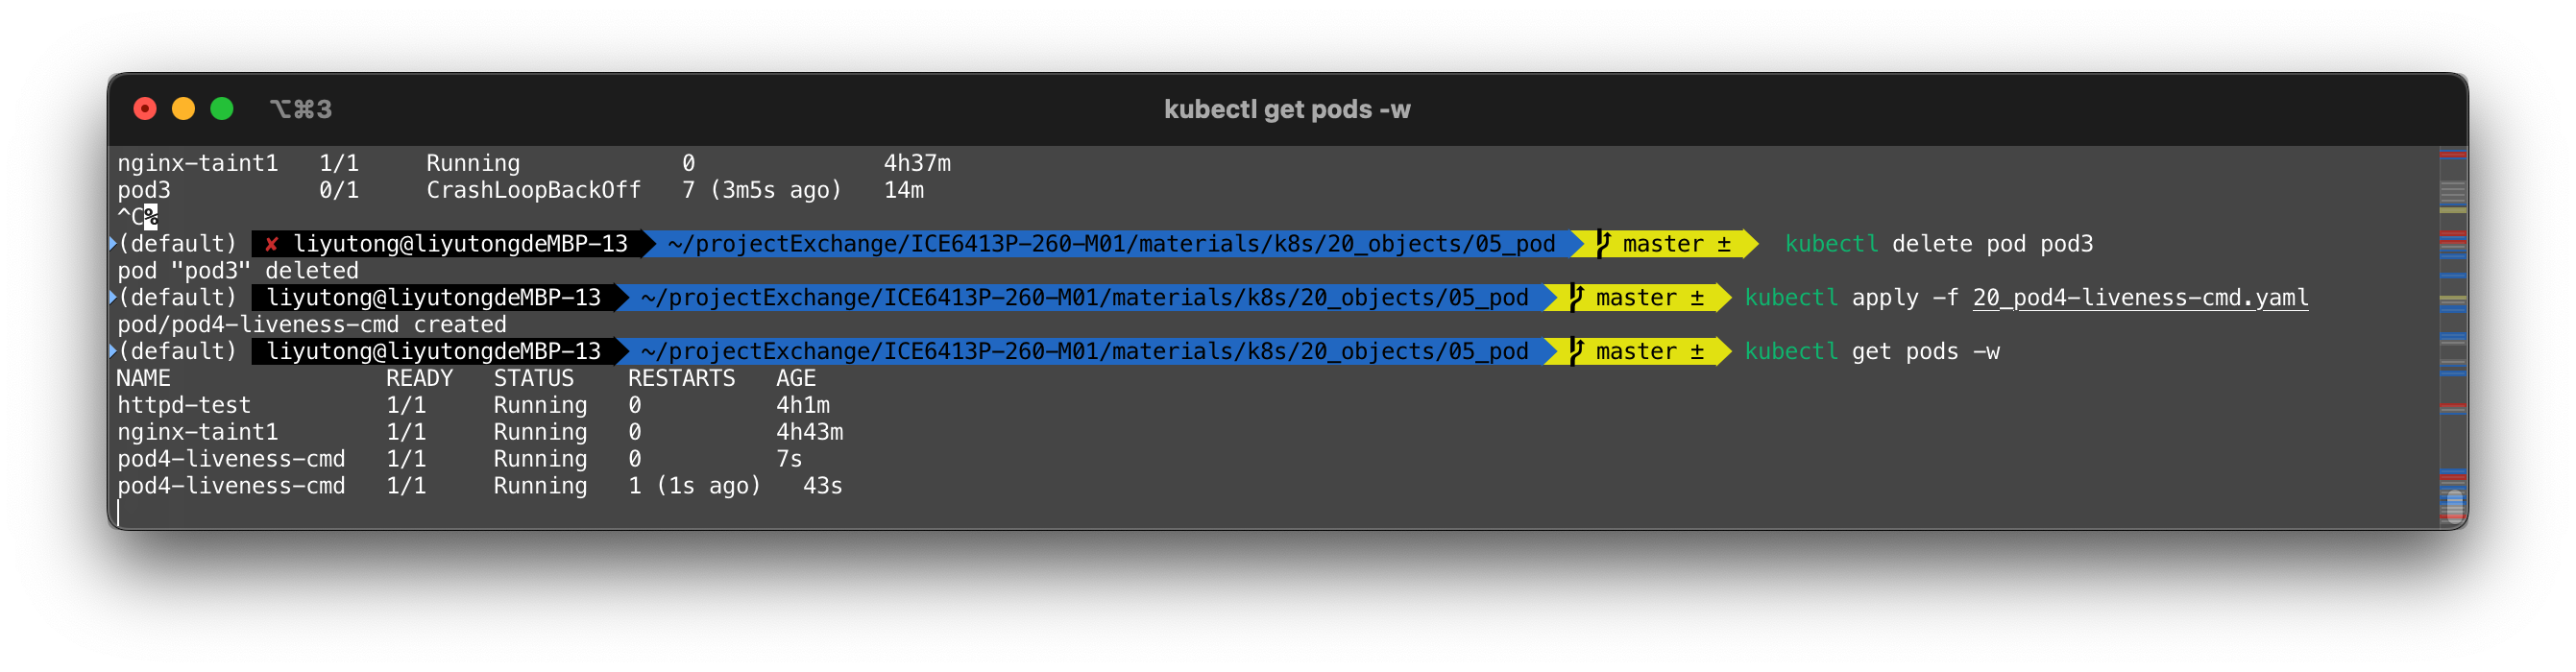 ⌥⌘3 kubectl get pods -w
nginx-taint1 1/1 Running 0 4h37m
pod3 0/1 CrashLoopBackOff 7 (3m5s ago) 14m
^C%
(default) ✘ liyutong@liyutongdeMBP-13 ~/projectExchange/ICE6413P-260-M01/materials/k8s/20_objects/05_pod master ± kubectl delete pod pod3
pod "pod3" deleted
(default) liyutong@liyutongdeMBP-13 ~/projectExchange/ICE6413P-260-M01/materials/k8s/20_objects/05_pod master ± kubectl apply -f 20_pod4-liveness-cmd.yaml
pod/pod4-liveness-cmd created
(default) liyutong@liyutongdeMBP-13 ~/projectExchange/ICE6413P-260-M01/materials/k8s/20_objects/05_pod master ± kubectl get pods -w
NAME READY STATUS RESTARTS AGE
httpd-test 1/1 Running 0 4h1m
nginx-taint1 1/1 Running 0 4h43m
pod4-liveness-cmd 1/1 Running 0 7s
pod4-liveness-cmd 1/1 Running 1 (1s ago) 43s